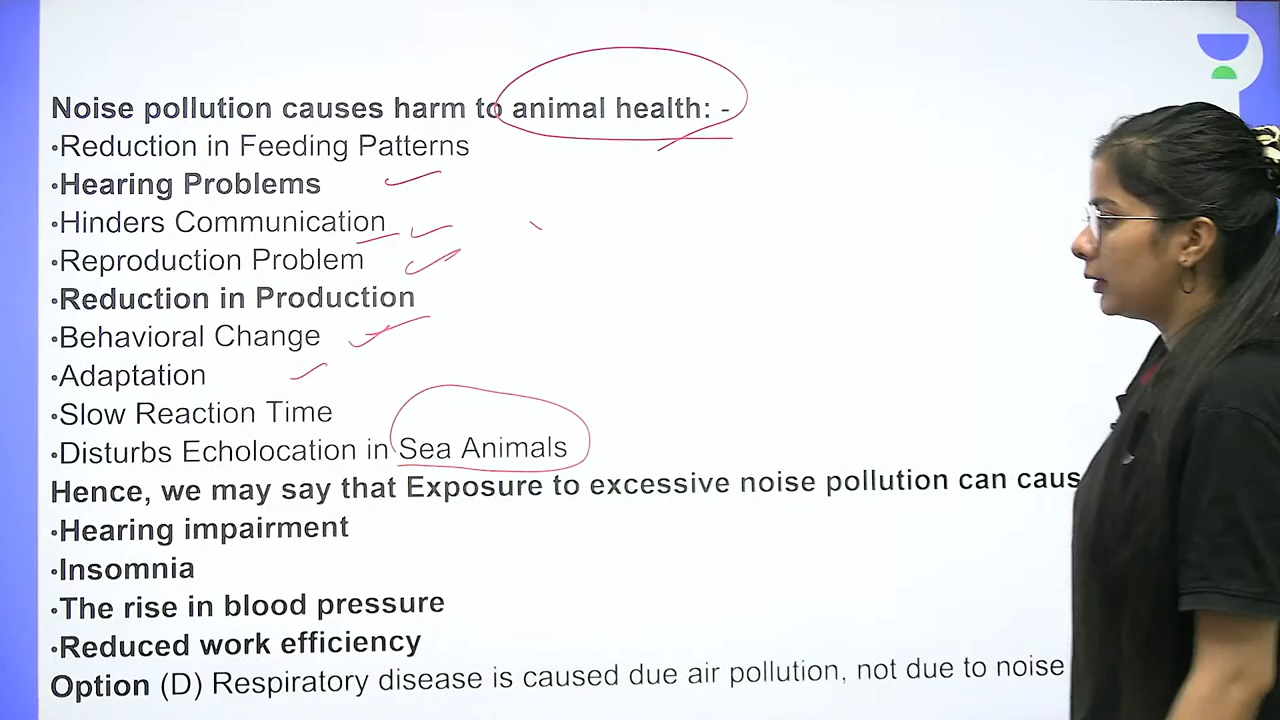 Noise pollution causes harm to animal health: -
•Reduction in Feeding Patterns
•Hearing Problems
•Hinders Communication
•Reproduction Problem
•Reduction in Production
•Behavioral Change
•Adaptation
•Slow Reaction Time
•Disturbs Echolocation in Sea Animals
Hence, we may say that Exposure to excessive noise pollution can caus
•Hearing impairment
•Insomnia
•The rise in blood pressure
•Reduced work efficiency
Option (D) Respiratory disease is caused due air pollution, not due to noise